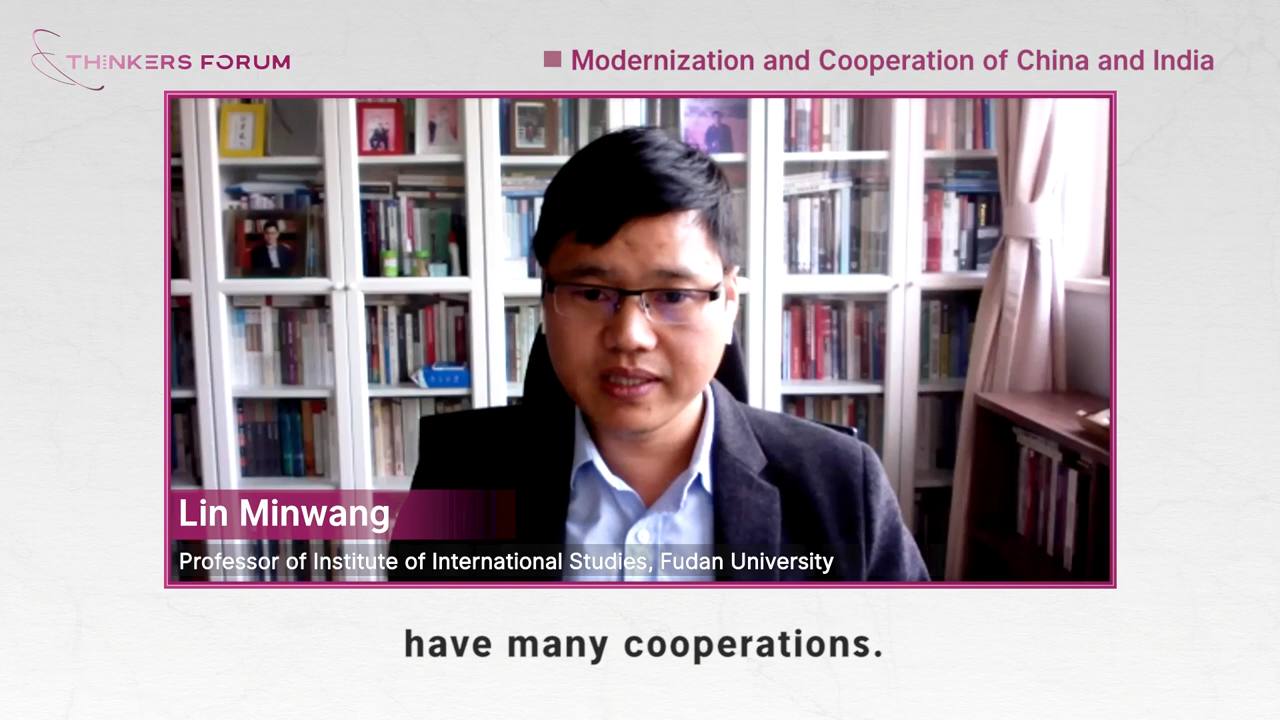 THINKERS FORUM
Modernization and Cooperation of China and India
Lin Minwang
Professor of Institute of International Studies, Fudan University
have many cooperations.